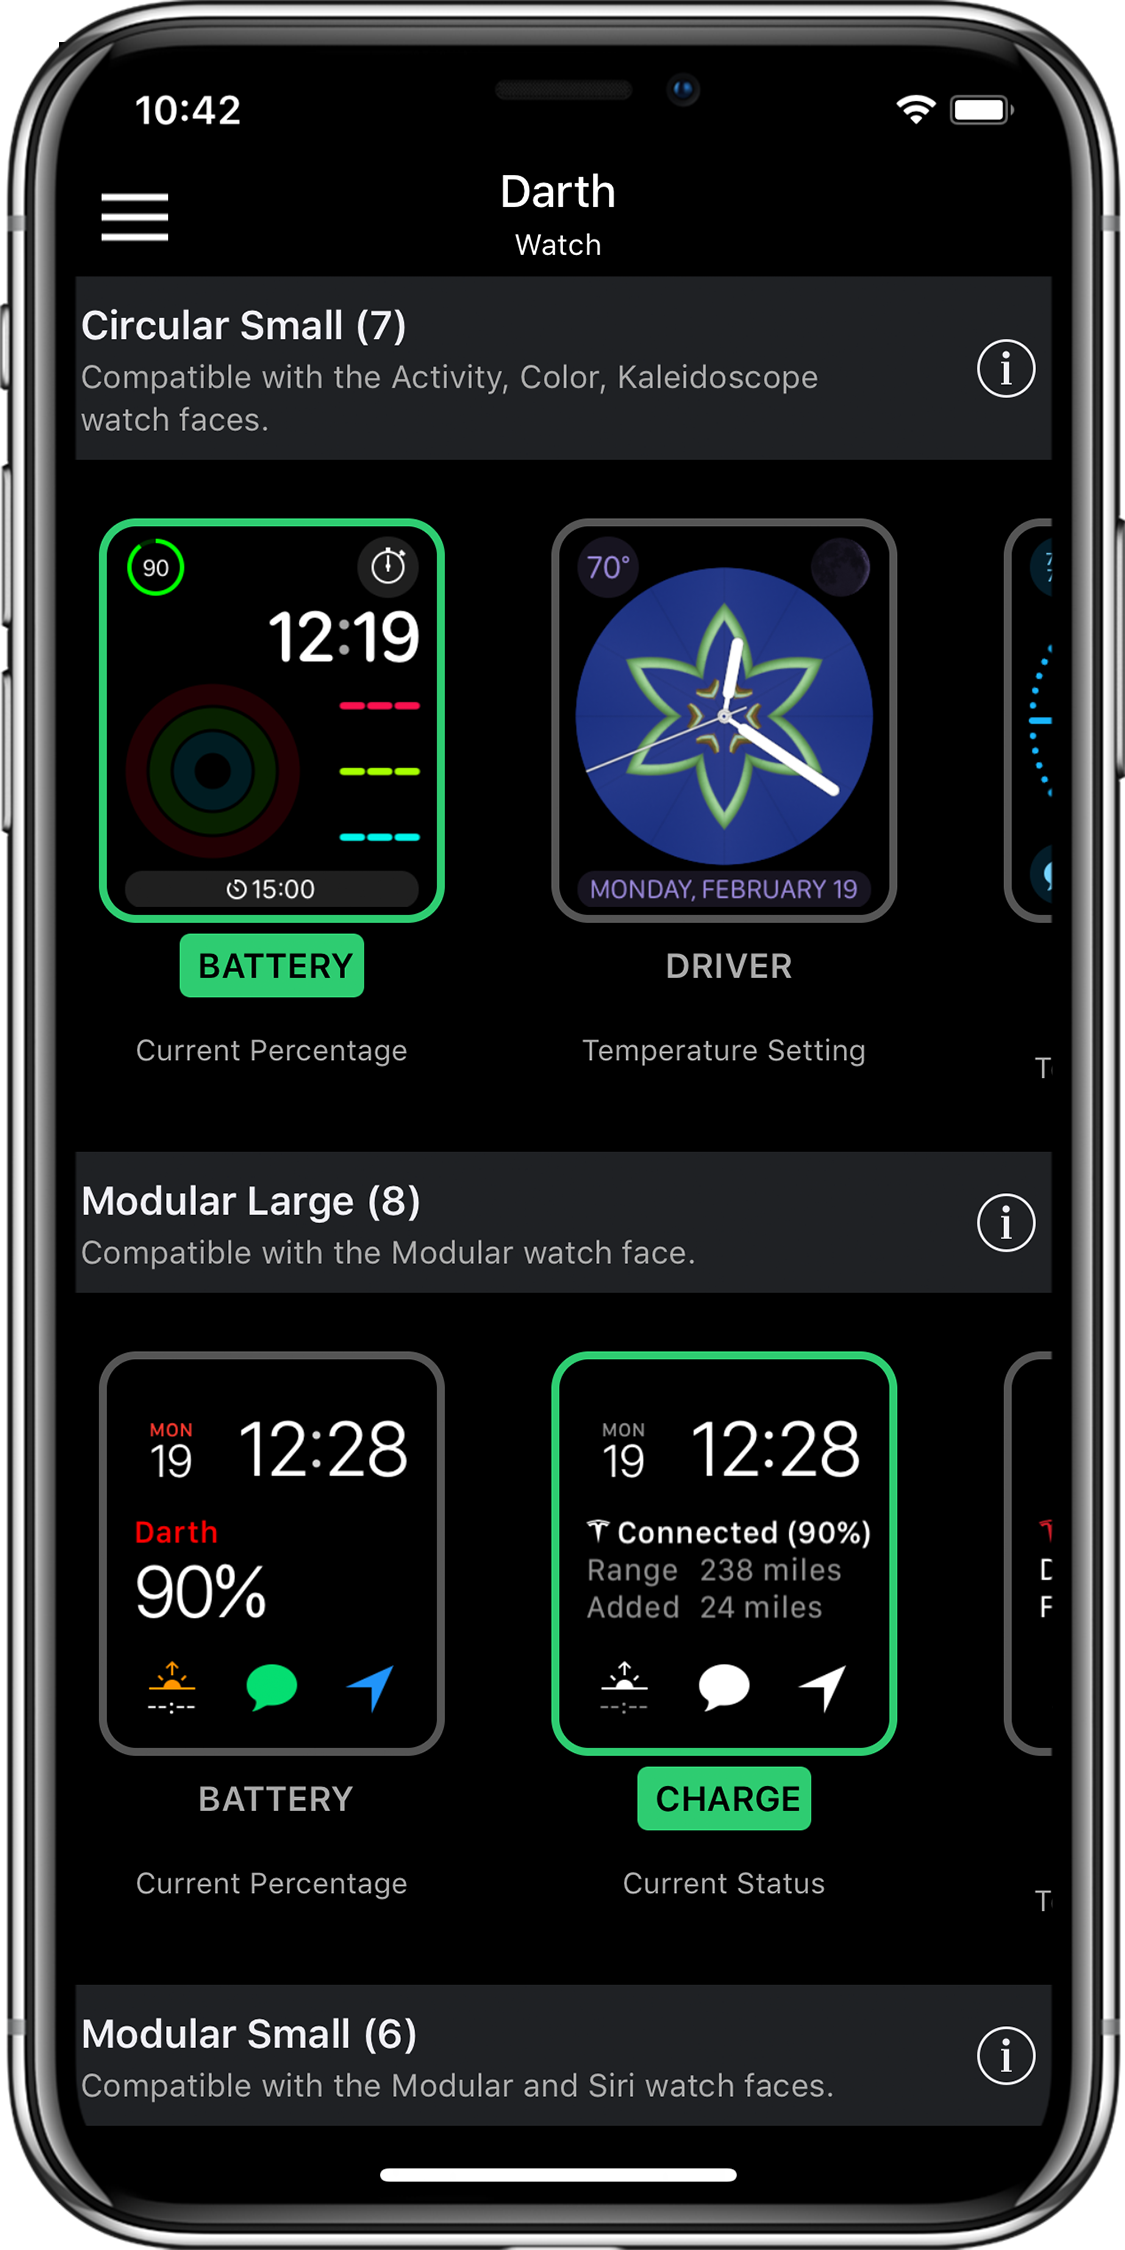 10:42
Darth
Watch
Circular Small (7)
Compatible with the Activity, Color, Kaleidoscope
watch faces.
90
12:19
15:00
BATTERY
Current Percentage
70°
MONDAY, FEBRUARY 19
DRIVER
Temperature Setting
Modular Large (8)
Compatible with the Modular watch face.
MON
19
12:28
Darth
90%
--:--
BATTERY
Current Percentage
MON
19
12:28
Connected (90%)
Range 238 miles
Added 24 miles
--:--
CHARGE
Current Status
Modular Small (6)
Compatible with the Modular and Siri watch faces.